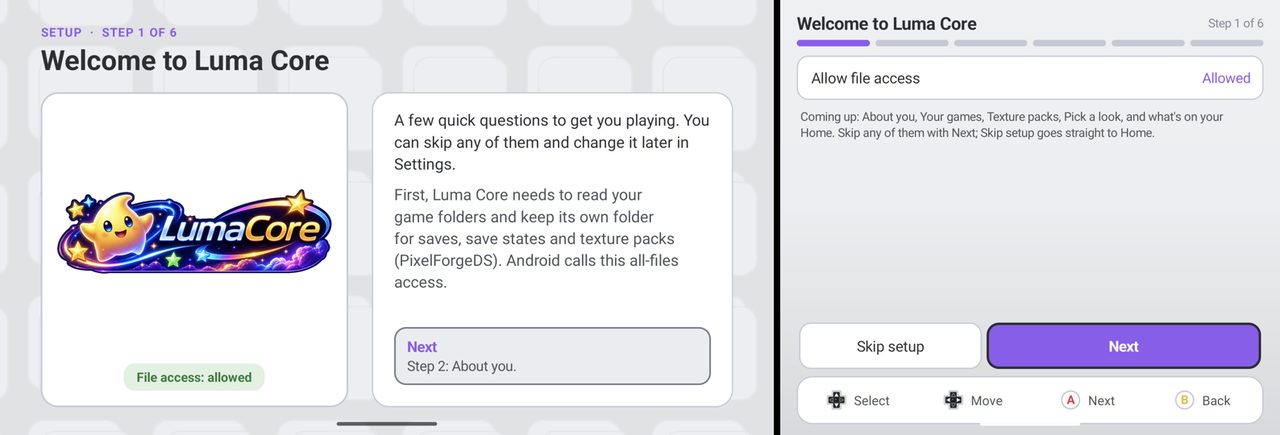 SETUP · STEP 1 OF 6
Welcome to Luma Core
LumaCore
File access: allowed
A few quick questions to get you playing. You
can skip any of them and change it later in
Settings.
First, Luma Core needs to read your
game folders and keep its own folder
for saves, save states and texture packs
(PixelForgeDS). Android calls this all-files
access.
Next
Step 2: About you.
Welcome to Luma Core
Step 1 of 6
Allow file access
Allowed
Coming up: About you, Your games, Texture packs, Pick a look, and what's on your
Home. Skip any of them with Next; Skip setup goes straight to Home.
Skip setup
Next
Select
Move
A Next
B Back